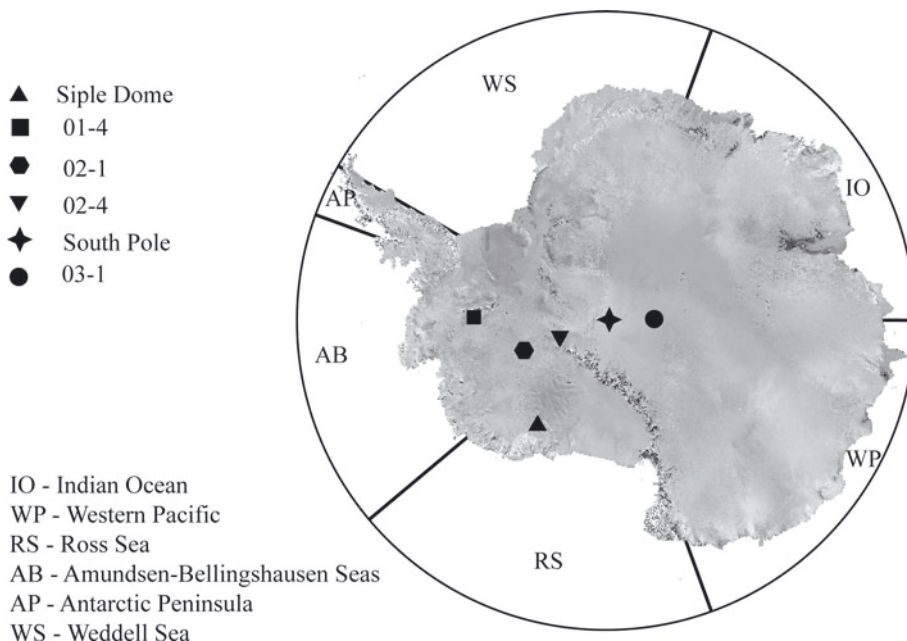 Siple Dome
01-4
02-1
02-4
South Pole
03-1
WS
IO
AP
AB
WP
RS
IO - Indian Ocean
WP - Western Pacific
RS - Ross Sea
AB - Amundsen-Bellingshausen Seas
AP - Antarctic Peninsula
WS - Weddell Sea